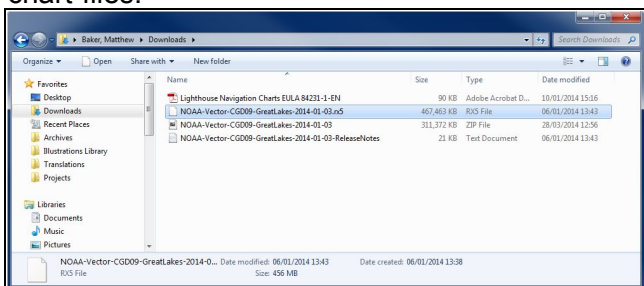 chart files.
Baker, Matthew ▸ Downloads ▸
Search Downloads
Organize ▾ Open Share with ▾ New folder
Favorites
Desktop
Downloads
Recent Places
Archives
Illustrations Library
Translations
Projects
Libraries
Documents
Music
Pictures
Name Size Type Date modified
Lighthouse Navigation Charts EULA 84231-1-EN 90 KB Adobe Acrobat D... 10/01/2014 15:16
NOAA-Vector-CGD09-GreatLakes-2014-01-03.rx5 467,463 KB RX5 File 06/01/2014 13:43
NOAA-Vector-CGD09-GreatLakes-2014-01-03 311,372 KB ZIP File 28/03/2014 12:56
NOAA-Vector-CGD09-GreatLakes-2014-01-03-ReleaseNotes 21 KB Text Document 06/01/2014 13:43
NOAA-Vector-CGD09-GreatLakes-2014-0... Date modified: 06/01/2014 13:43 Date created: 06/01/2014 13:38
RX5 File Size: 456 MB